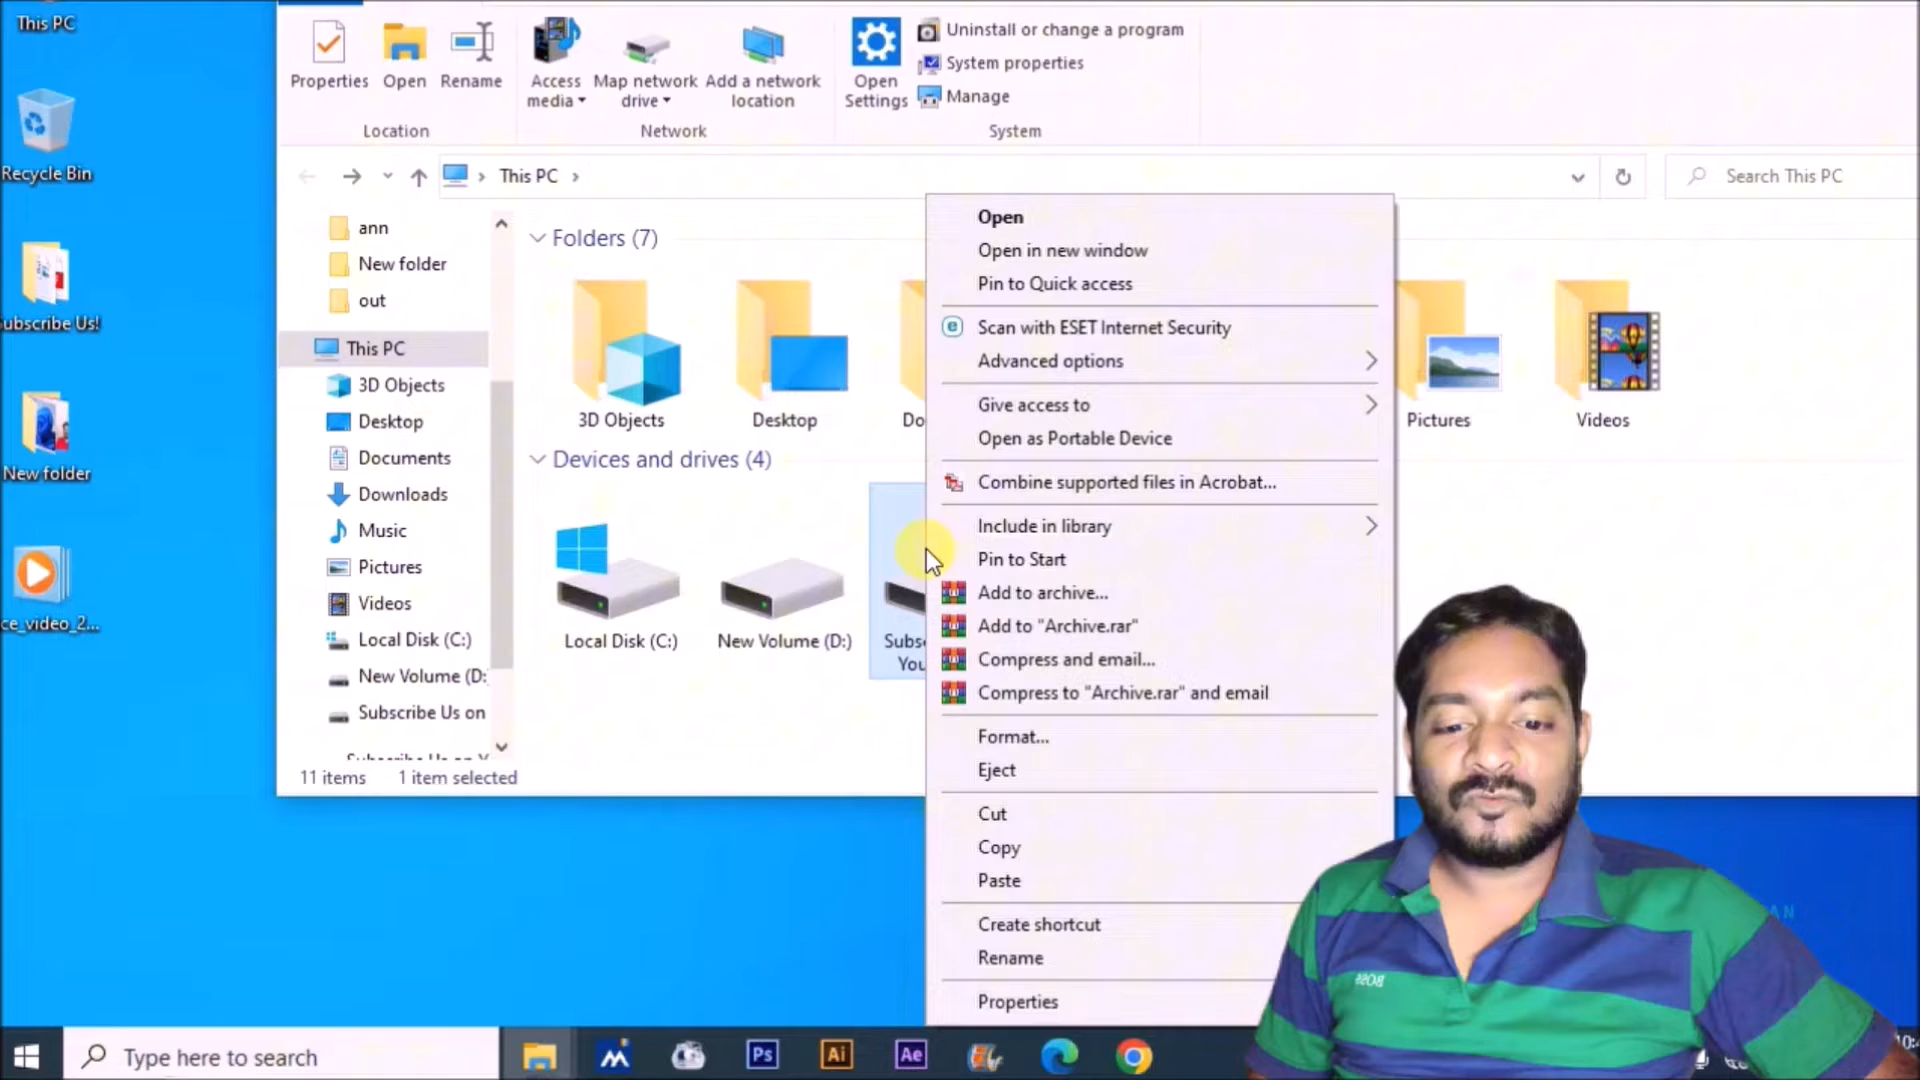 This PC
Recycle Bin
ubscribe Us!
New folder
ce_video_2...
Properties
Open
Rename
Access
media
Map network
drive
Add a network
location
Open
Settings
Uninstall or change a program
System properties
Manage
Location
Network
System
This PC
Search This PC
ann
New folder
out
This PC
3D Objects
Desktop
Documents
Downloads
Music
Pictures
Videos
Local Disk (C:)
New Volume (D:
Subscribe Us on
Folders (7)
3D Objects
Desktop
Do
Pictures
Videos
Devices and drives (4)
Local Disk (C:)
New Volume (D:)
Subs
You
Open
Open in new window
Pin to Quick access
Scan with ESET Internet Security
Advanced options
Give access to
Open as Portable Device
Combine supported files in Acrobat...
Include in library
Pin to Start
Add to archive...
Add to "Archive.rar"
Compress and email...
Compress to "Archive.rar" and email
Format...
Eject
Cut
Copy
Paste
Create shortcut
Rename
Properties
11 items
1 item selected
BOSS
Type here to search
Ps
Ai
Ae
10:4